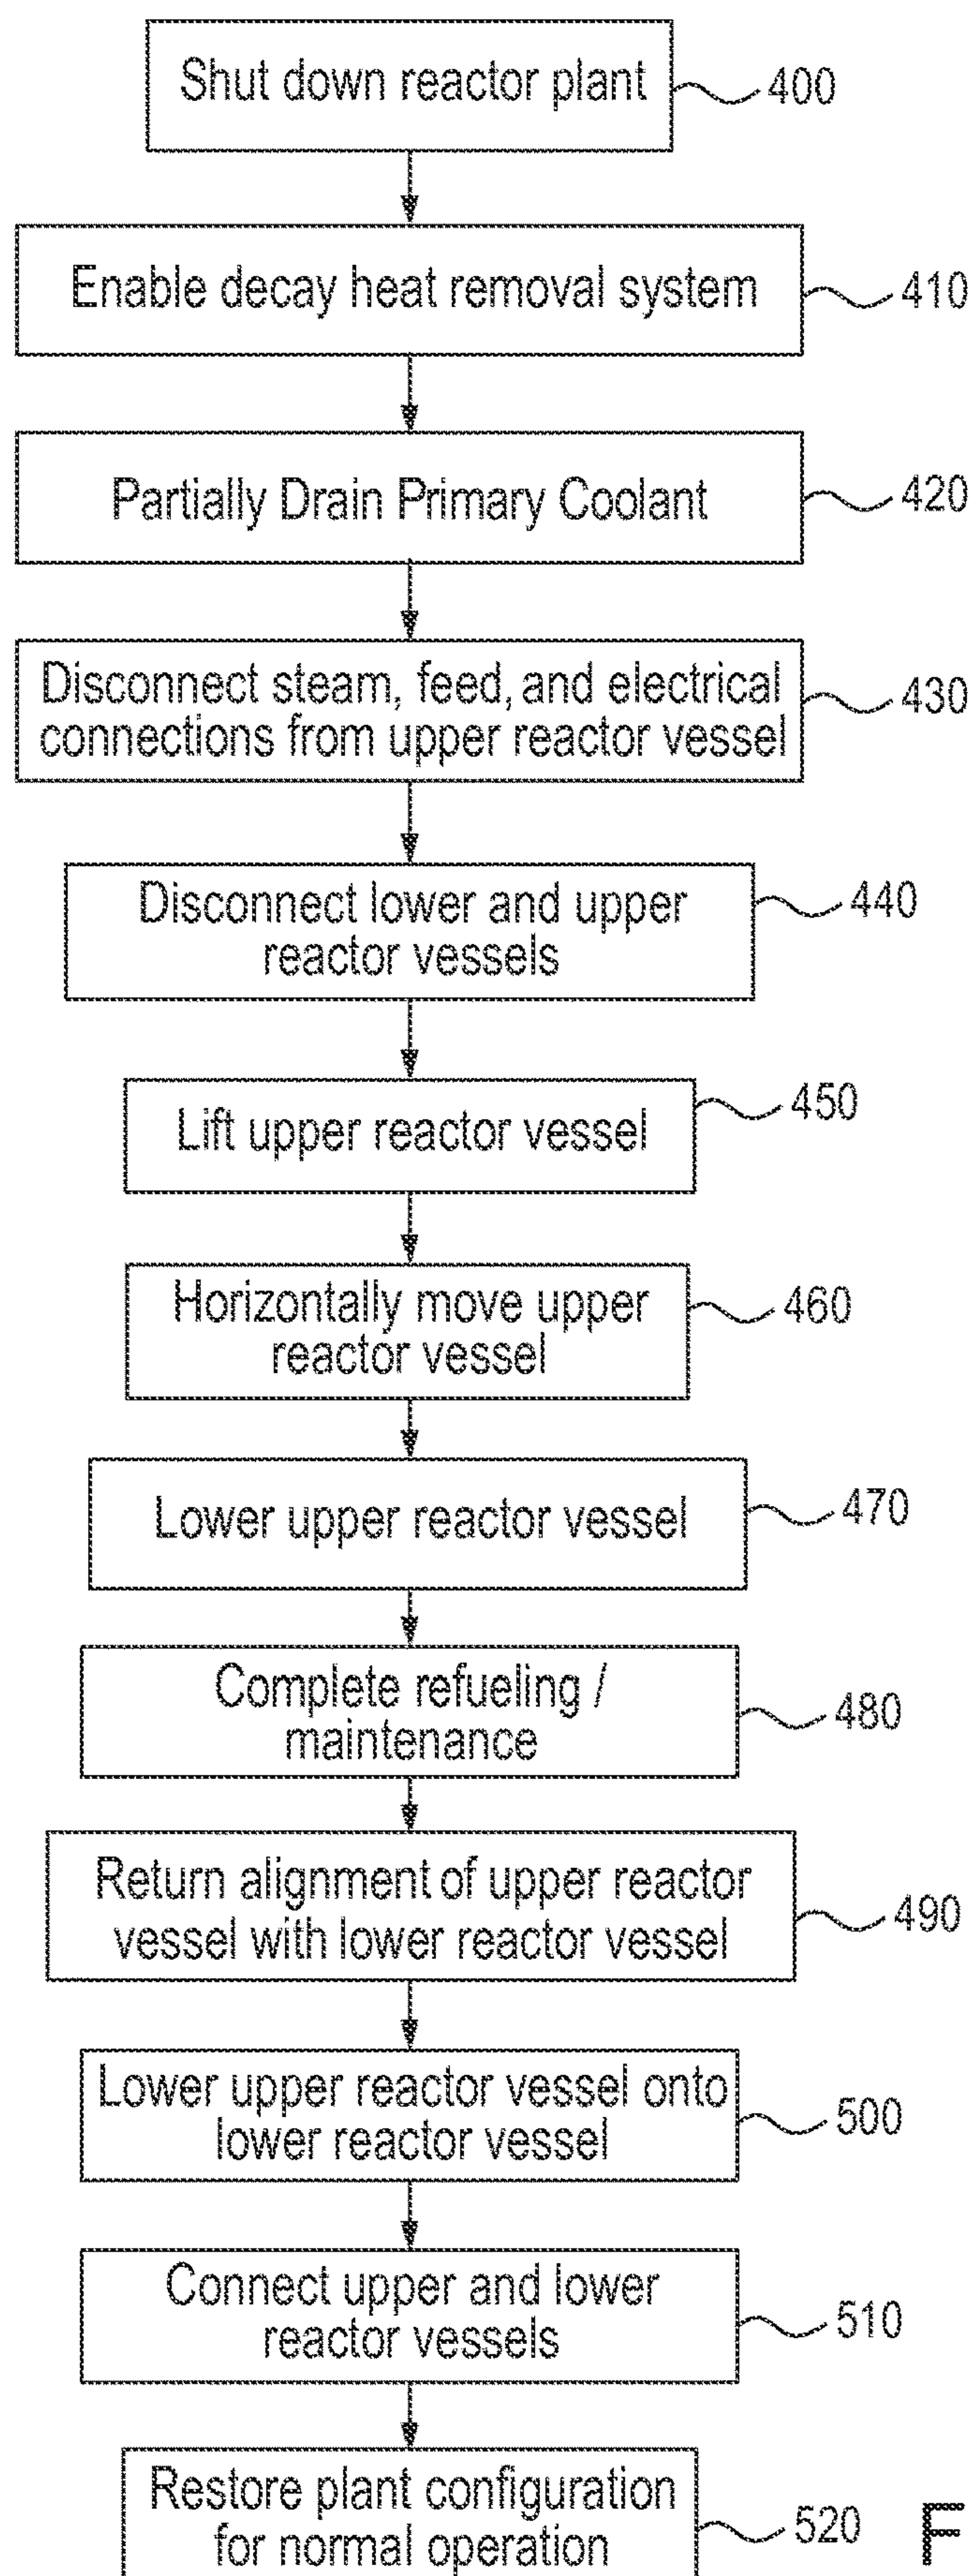 Shut down reactor plant
400
Enable decay heat removal system
410
Partially Drain Primary Coolant
420
Disconnect steam, feed, and electrical
connections from upper reactor vessel
430
Disconnect lower and upper
reactor vessels
440
Lift upper reactor vessel
450
Horizontally move upper
reactor vessel
460
Lower upper reactor vessel
470
Complete refueling /
maintenance
480
Return alignment of upper reactor
vessel with lower reactor vessel
490
Lower upper reactor vessel onto
lower reactor vessel
500
Connect upper and lower
reactor vessels
510
Restore plant configuration
for normal operation
520
F